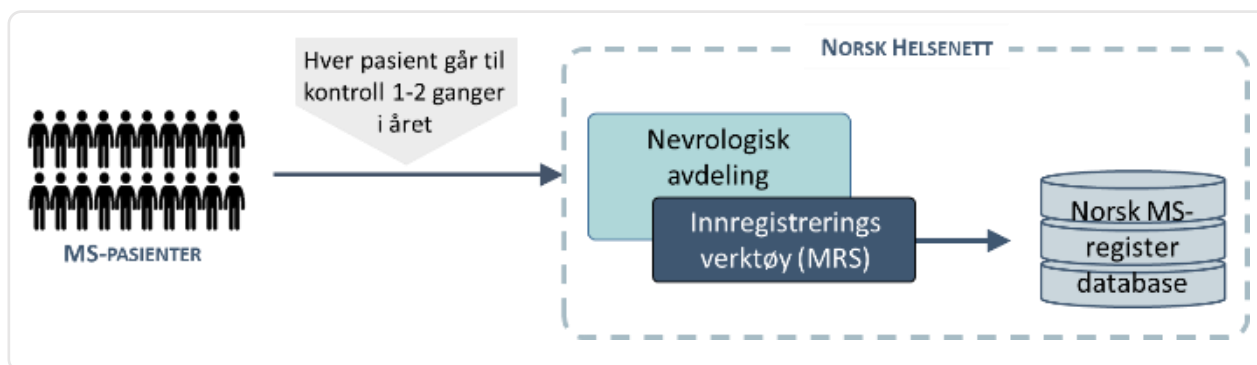 Hver pasient går til
kontroll 1-2 ganger
i året
MS-PASIENTER
NORSK HELSENETT
Nevrologisk
avdeling
Innregistrerings
verktøy (MRS)
Norsk MS-
register
database